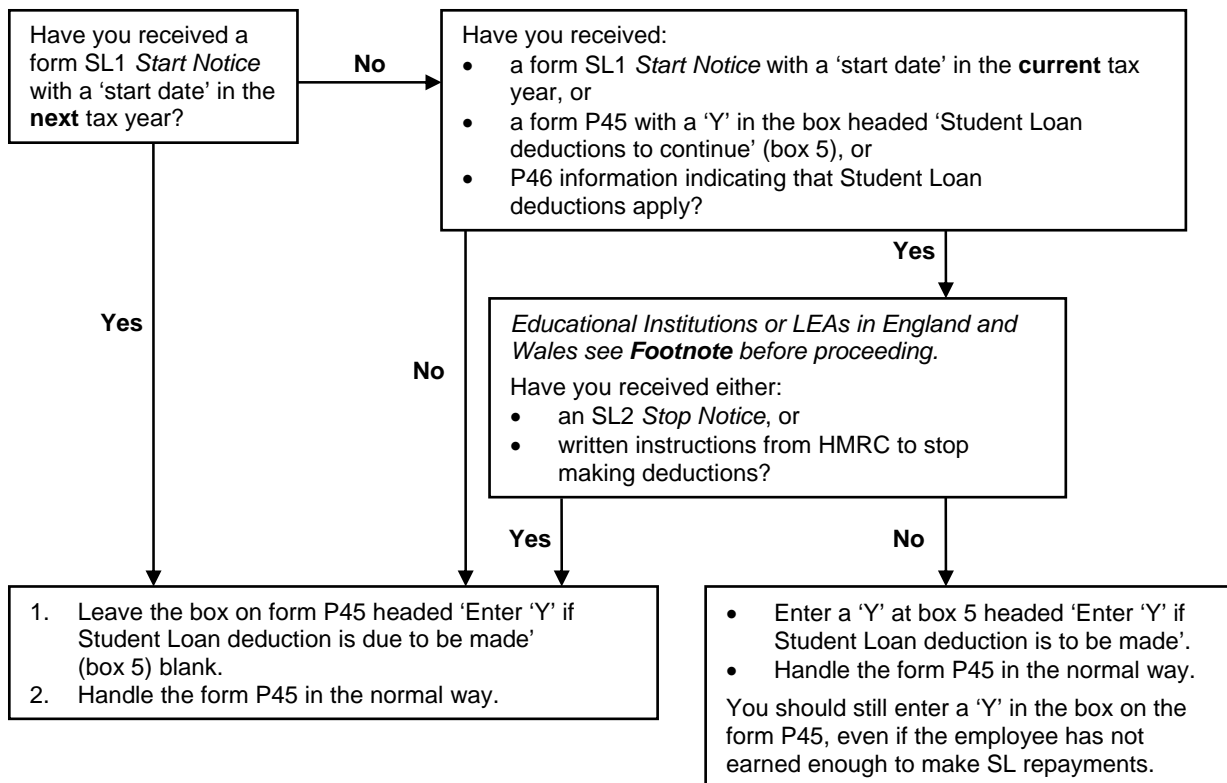 Have you received a
form SL1 Start Notice
with a ‘start date’ in the
next tax year?
No
Have you received:
• a form SL1 Start Notice with a ‘start date’ in the current tax
year, or
• a form P45 with a ‘Y’ in the box headed ‘Student Loan
deductions to continue’ (box 5), or
• P46 information indicating that Student Loan
deductions apply?
Yes
Yes
No
Educational Institutions or LEAs in England and
Wales see Footnote before proceeding.
Have you received either:
• an SL2 Stop Notice, or
• written instructions from HMRC to stop
making deductions?
Yes
No
1. Leave the box on form P45 headed ‘Enter ‘Y’ if
Student Loan deduction is due to be made’
(box 5) blank.
2. Handle the form P45 in the normal way.
• Enter a ‘Y’ at box 5 headed ‘Enter ‘Y’ if
Student Loan deduction is to be made’.
• Handle the form P45 in the normal way.
You should still enter a ‘Y’ in the box on the
form P45, even if the employee has not
earned enough to make SL repayments.